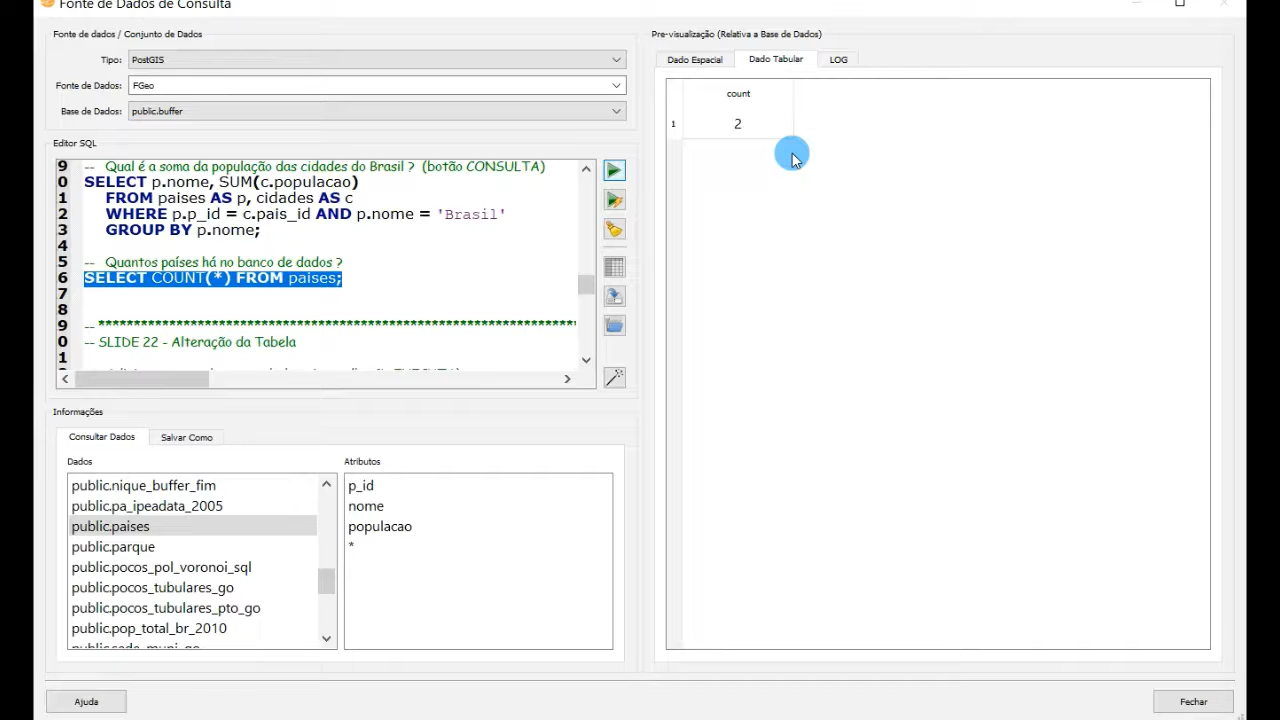 Fonte de Dados de Consulta
Fonte de dados / Conjunto de Dados
Tipo: PostGIS
Fonte de Dados: FGeo
Base de Dados: public.buffer
Editor SQL
9 -- Qual é a soma da população das cidades do Brasil ? (botão CONSULTA)
0 SELECT p.nome, SUM(c.populacao)
1 FROM paises AS p, cidades AS c
2 WHERE p.p_id = c.pais_id AND p.nome = 'Brasil'
3 GROUP BY p.nome;
4
5 -- Quantos países há no banco de dados ?
6 SELECT COUNT(*) FROM paises;
7
8
9 -- ******************************************************************************
0 -- SLIDE 22 - Alteração da Tabela
1
Informações
Consultar Dados Salvar Como
Dados
public.nique_buffer_fim
public.pa_ipeadata_2005
public.paises
public.parque
public.pocos_pol_voronoi_sql
public.pocos_tubulares_go
public.pocos_tubulares_pto_go
public.pop_total_br_2010
Atributos
p_id
nome
populacao
*
Pre-visualização (Relativa a Base de Dados)
Dado Espacial Dado Tabular LOG
count
1 2
Ajuda
Fechar